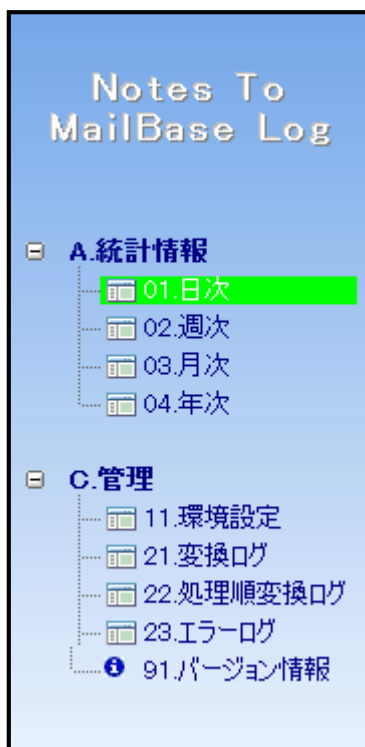 Notes To
MailBase Log
A.統計情報
01.日次
02.週次
03.月次
04.年次
C.管理
11.環境設定
21.変換ログ
22.処理順変換ログ
23.エラーログ
91.バージョン情報